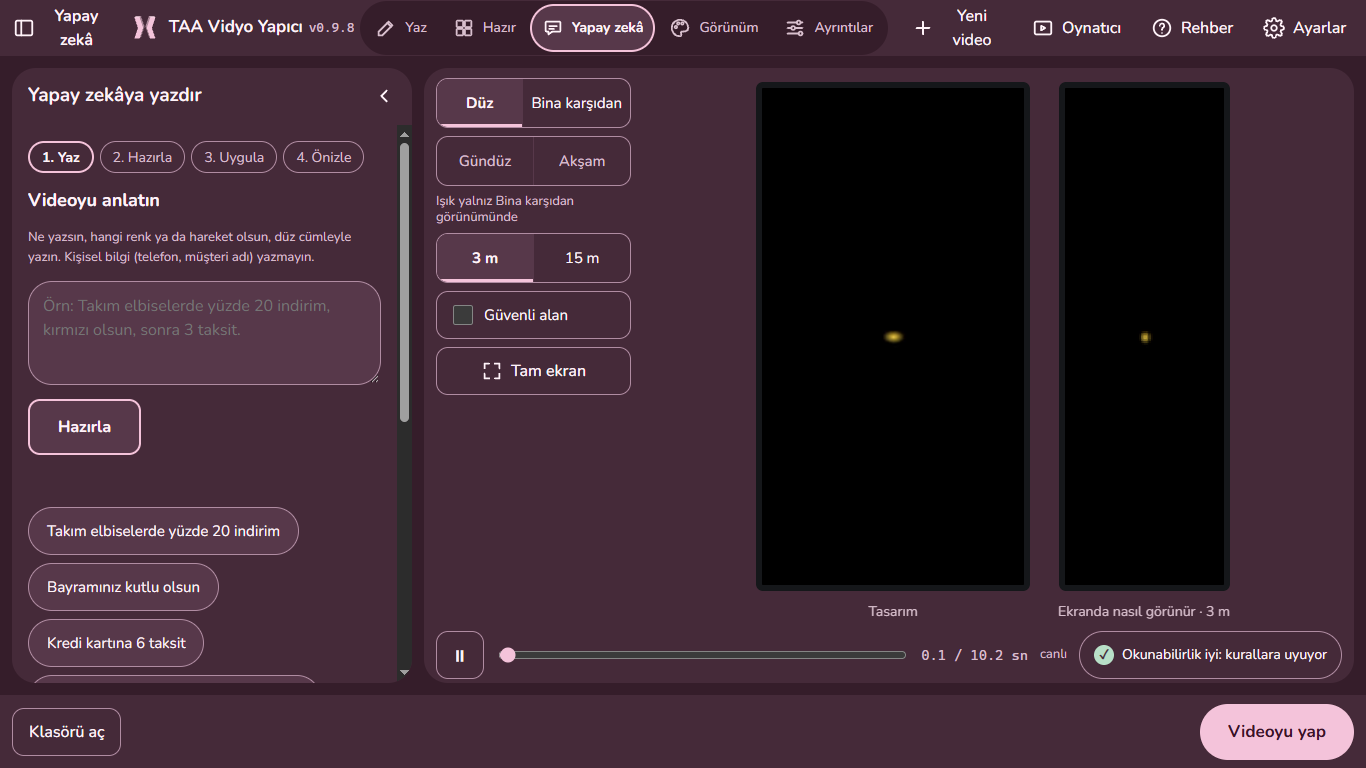 Yapay zekâ
TAA Vidyo Yapıcı v0.9.8
Yaz
Hazır
Yapay zekâ
Görünüm
Ayrıntılar
Yeni video
Oynatıcı
Rehber
Ayarlar
Yapay zekâya yazdır
1. Yaz
2. Hazırla
3. Uygula
4. Önizle
Videoyu anlatın
Ne yazsın, hangi renk ya da hareket olsun, düz cümleyle
yazın. Kişisel bilgi (telefon, müşteri adı) yazmayın.
Örn: Takım elbiselerde yüzde 20 indirim,
kırmızı olsun, sonra 3 taksit.
Hazırla
Takım elbiselerde yüzde 20 indirim
Bayramınız kutlu olsun
Kredi kartına 6 taksit
Düz
Bina karşıdan
Gündüz
Akşam
Işık yalnız Bina karşıdan
görünümünde
3 m
15 m
Güvenli alan
Tam ekran
Tasarım
Ekranda nasıl görünür · 3 m
0.1 / 10.2 sn
canlı
Okunabilirlik iyi: kurallara uyuyor
Klasörü aç
Videoyu yap